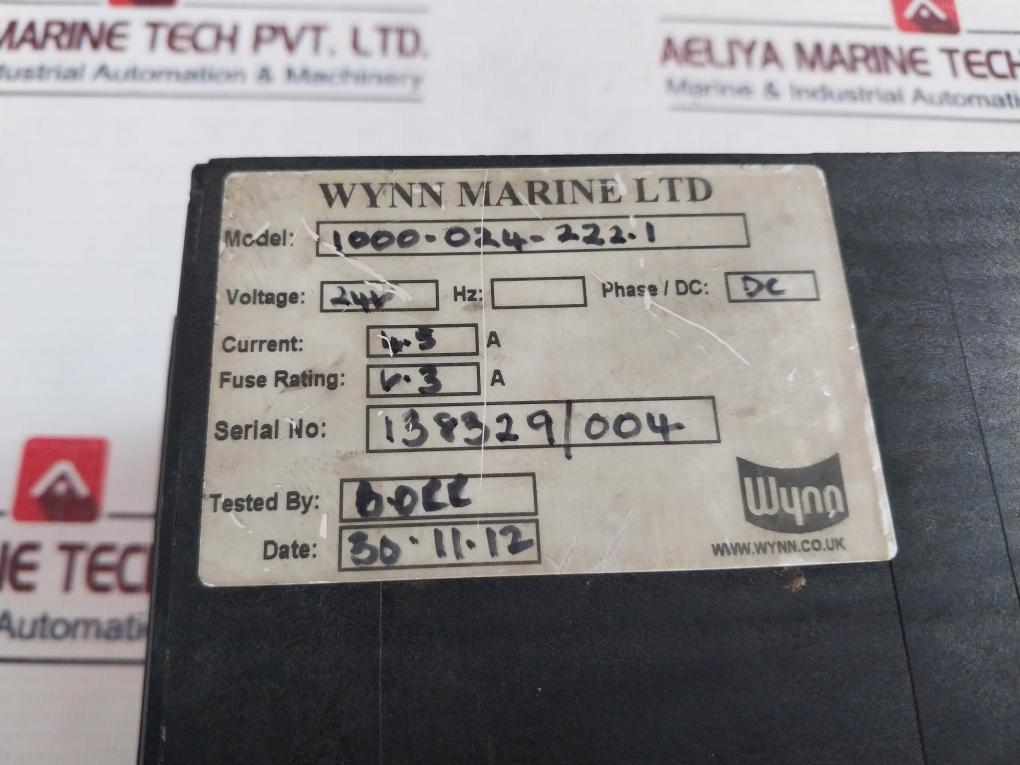 MARINE TECH PVT. LTD.
dustrial Automation & Machinery
AELIYA MARINE TECH
Marine & Industrial Automati
WYNN MARINE LTD
Model: 1000-024-222.1
Voltage: 24V Hz: Phase / DC: DC
Current: A
Fuse Rating: A
Serial No: 138329/004
Tested By:
Date: 30.11.12
Wynn
WWW.WYNN.CO.UK
NE TEC
Automati